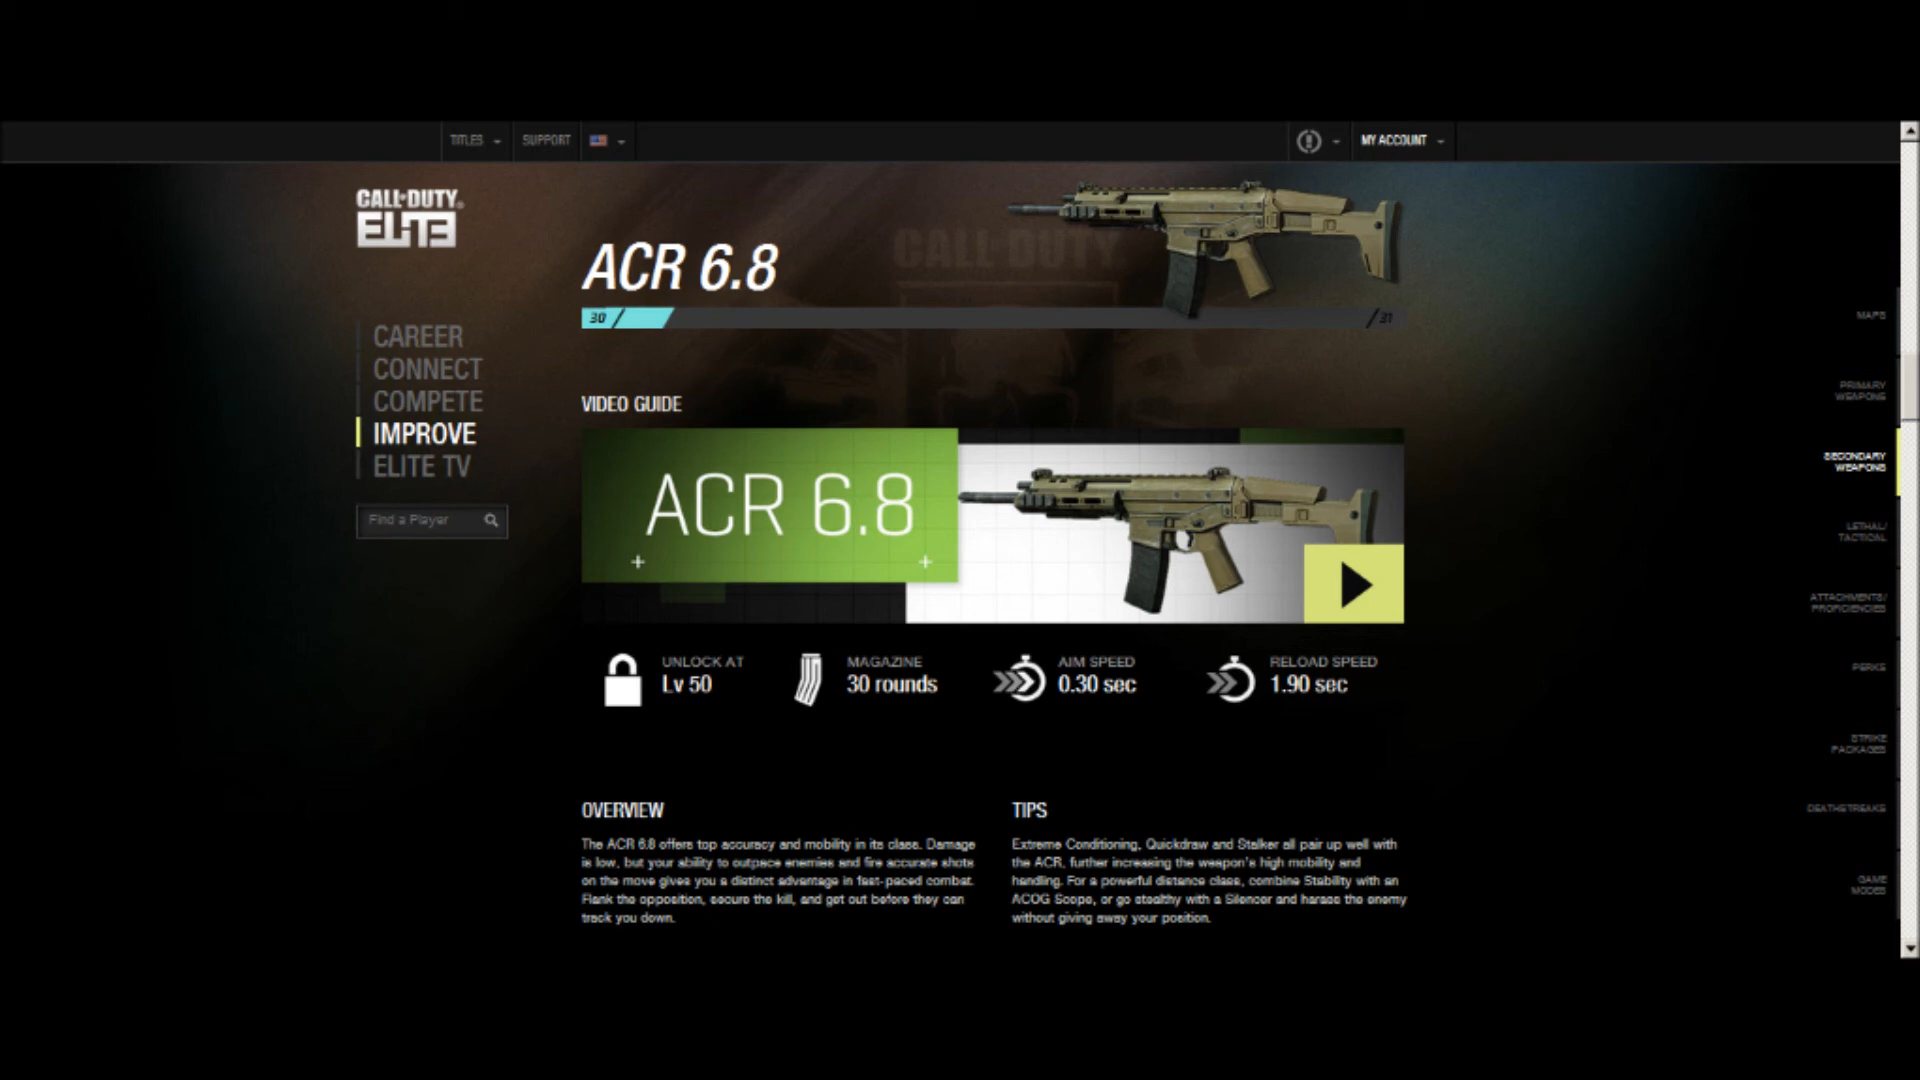 TITLES
SUPPORT
MY ACCOUNT
CALL OF DUTY®
ELITE
CALL OF DUTY
ACR 6.8
30
/31
CAREER
CONNECT
COMPETE
IMPROVE
ELITE TV
Find a Player
VIDEO GUIDE
ACR 6.8
UNLOCK AT
Lv 50
MAGAZINE
30 rounds
AIM SPEED
0.30 sec
RELOAD SPEED
1.90 sec
OVERVIEW
The ACR 6.8 offers top accuracy and mobility in its class. Damage
is low, but your ability to outpace enemies and fire accurate shots
on the move gives you a distinct advantage in fast-paced combat.
Flank the opposition, secure the kill, and get out before they can
track you down.
TIPS
Extreme Conditioning, Quickdraw and Stalker all pair up well with
the ACR, further increasing the weapon's high mobility and
handling. For a powerful distance class, combine Stability with an
ACOG Scope, or go stealthy with a Silencer and harass the enemy
without giving away your position.
MAPS
PRIMARY
WEAPONS
SECONDARY
WEAPONS
LETHAL/
TACTICAL
ATTACHMENTS/
PROFICIENCIES
PERKS
STRIKE
PACKAGES
DEATHSTREAKS
GAME
MODES